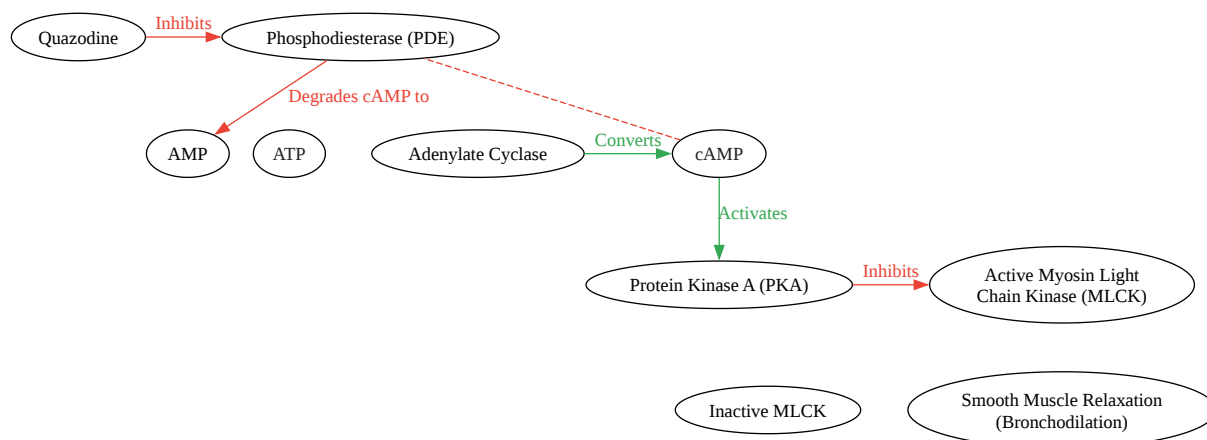 Quazodine
Inhibits
Phosphodiesterase (PDE)
Degrades cAMP to
AMP
ATP
Adenylate Cyclase
Converts
cAMP
Activates
Protein Kinase A (PKA)
Inhibits
Active Myosin Light
Chain Kinase (MLCK)
Inactive MLCK
Smooth Muscle Relaxation
(Bronchodilation)